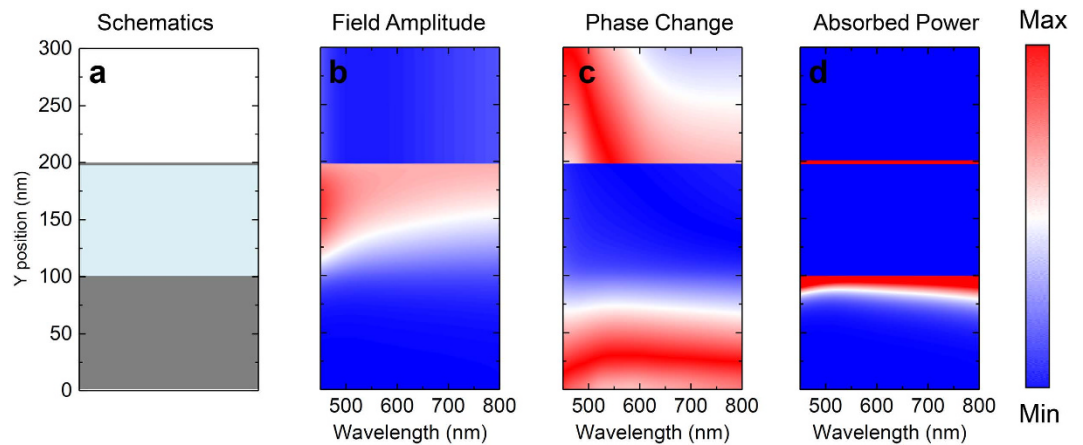 Schematics
Field Amplitude
Phase Change
Absorbed Power
Max
a
b
c
d
300
250
200
150
100
50
0
Y position (nm)
500 600 700 800
500 600 700 800
500 600 700 800
Wavelength (nm)
Wavelength (nm)
Wavelength (nm)
Min